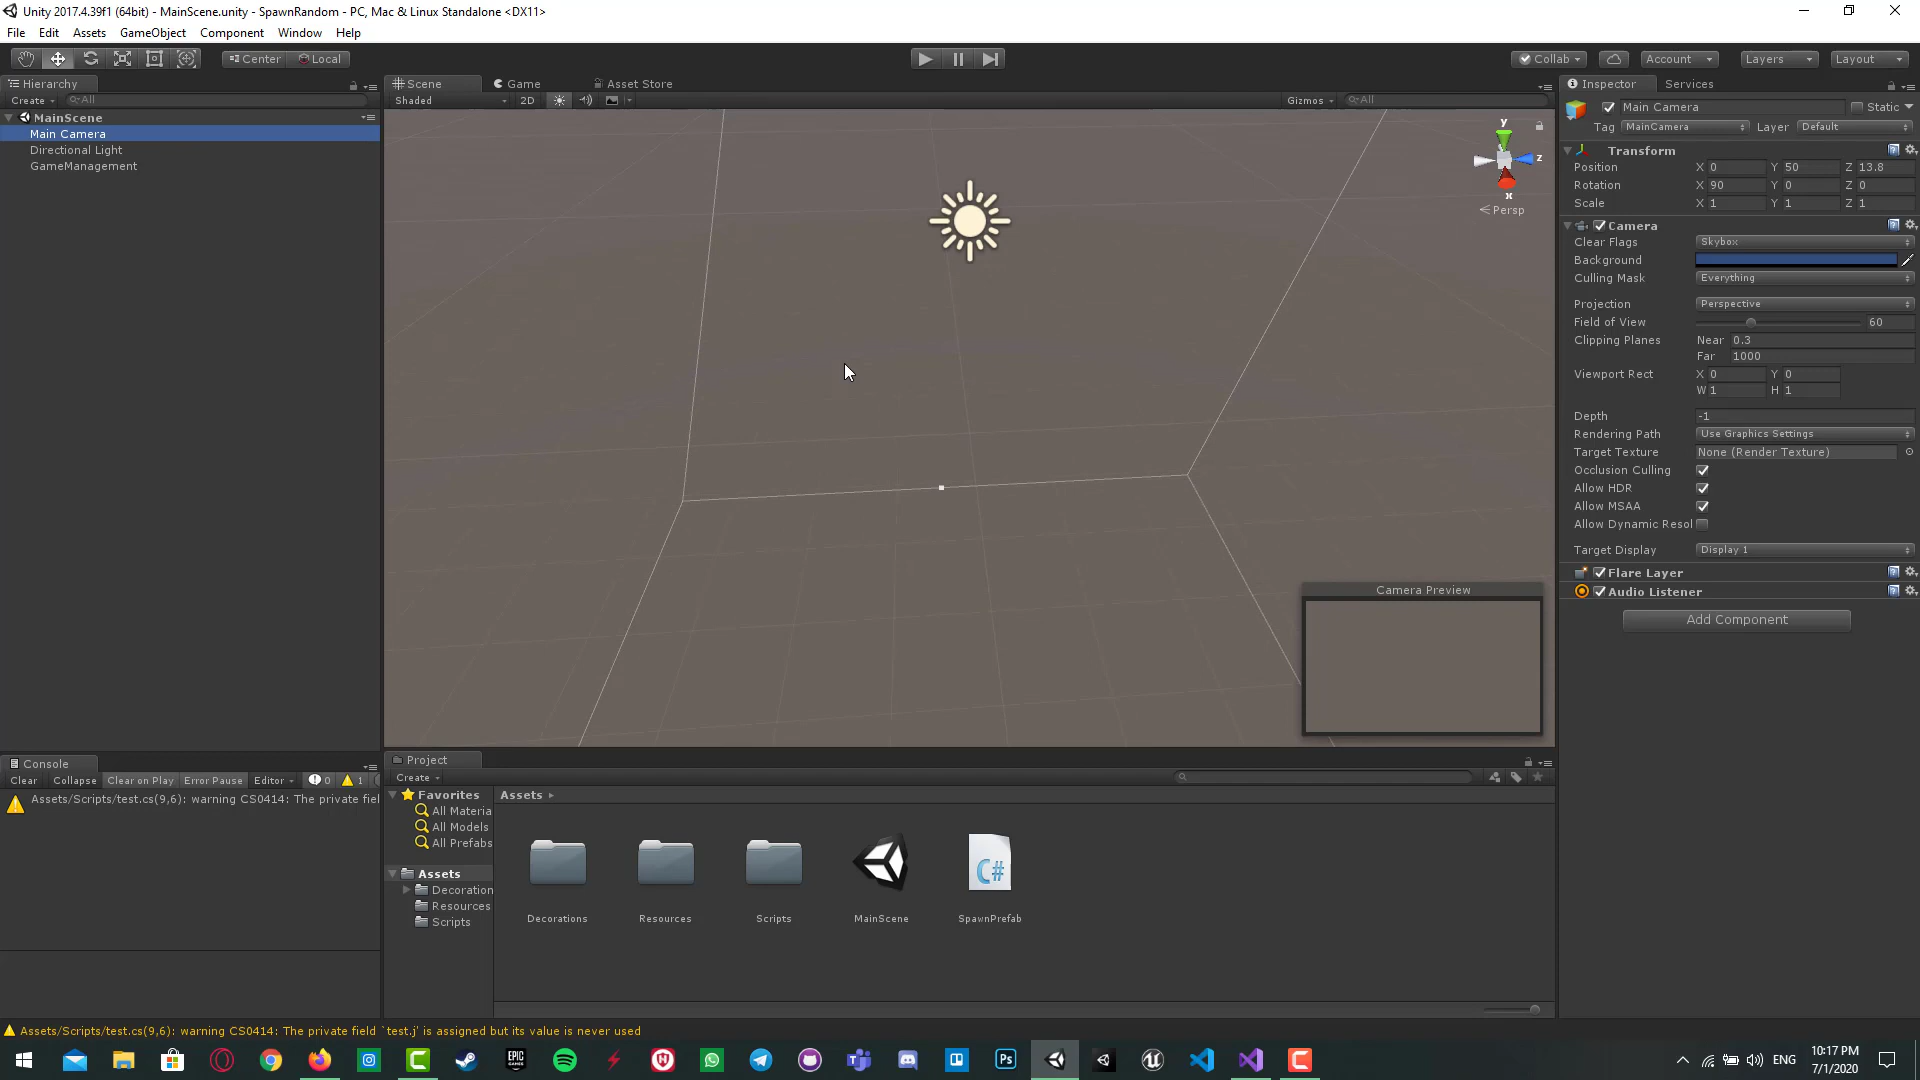 Unity 2017.4.39f1 (64bit) - MainScene.unity - SpawnRandom - PC, Mac & Linux Standalone <DX11>
File Edit Assets GameObject Component Window Help
Center Local Collab Account Layers Layout
Hierarchy
Create All
MainScene
Main Camera
Directional Light
GameManagement
Scene Game Asset Store
Shaded 2D Gizmos All
y
z
x
Persp
Camera Preview
Inspector Services
Main Camera Static
Tag MainCamera Layer Default
Transform
Position X 0 Y 50 Z 13.8
Rotation X 90 Y 0 Z 0
Scale X 1 Y 1 Z 1
Camera
Clear Flags Skybox
Background
Culling Mask Everything
Projection Perspective
Field of View 60
Clipping Planes Near 0.3
Far 1000
Viewport Rect X 0 Y 0
W 1 H 1
Depth -1
Rendering Path Use Graphics Settings
Target Texture None (Render Texture)
Occlusion Culling
Allow HDR
Allow MSAA
Allow Dynamic Resol
Target Display Display 1
Flare Layer
Audio Listener
Add Component
Console
Clear Collapse Clear on Play Error Pause Editor 0 1
Assets/Scripts/test.cs(9,6): warning CS0414: The private fiel
Project
Create
Favorites
All Materia
All Models
All Prefabs
Assets
Decoration
Resources
Scripts
Assets
Decorations Resources Scripts MainScene SpawnPrefab
C#
Assets/Scripts/test.cs(9,6): warning CS0414: The private field `test.j' is assigned but its value is never used
EPIC GAMES
Ps
ENG
10:17 PM
7/1/2020